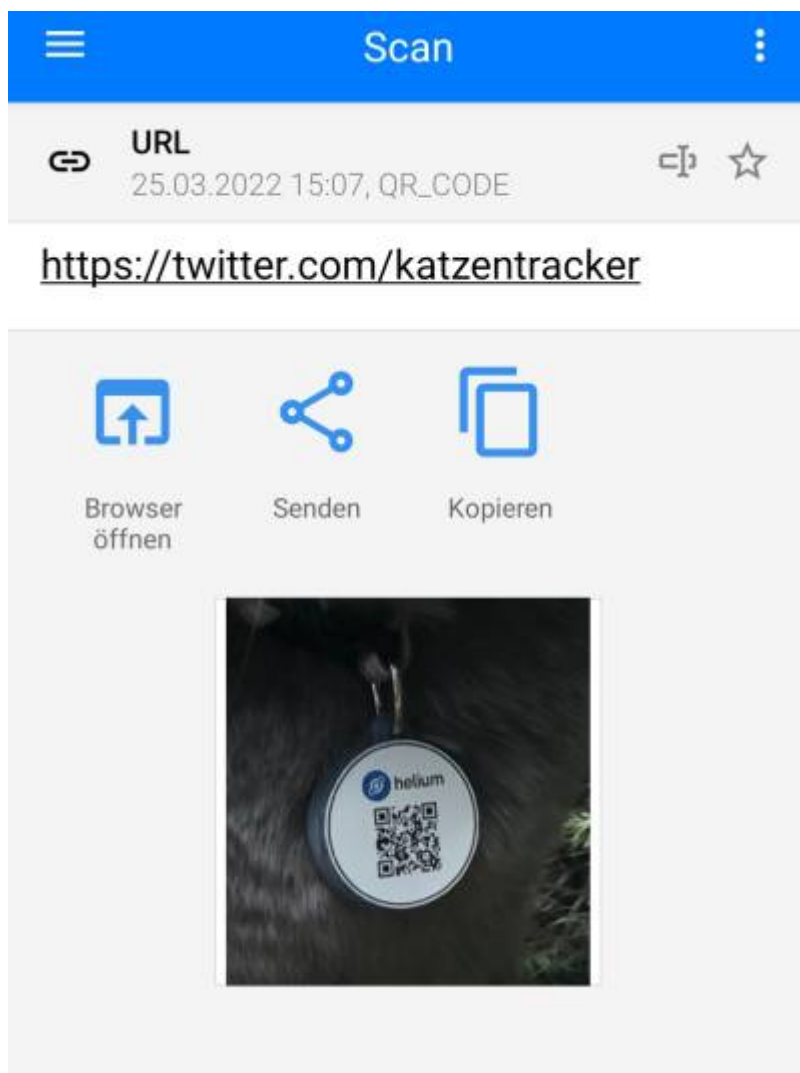 Scan
URL
25.03.2022 15:07, QR_CODE
https://twitter.com/katzentracker
Browser
öffnen
Senden
Kopieren
helium